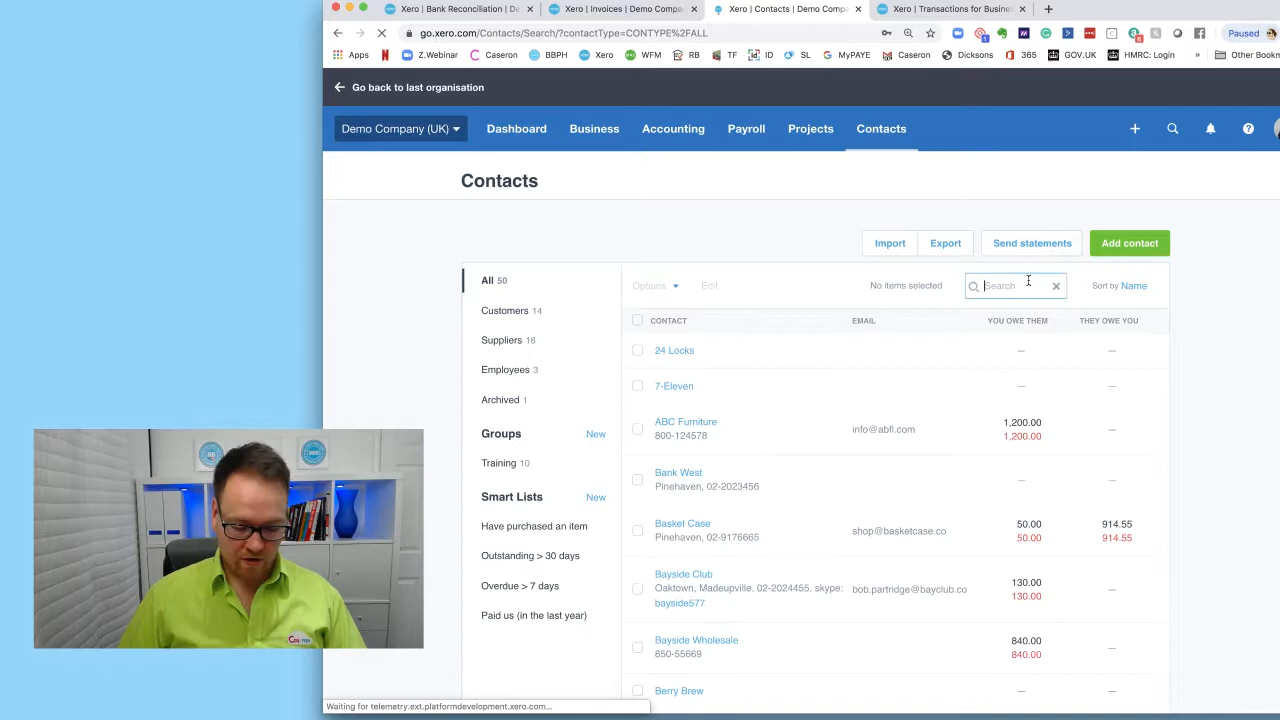 Xero | Bank Reconciliation | De
Xero | Invoices | Demo Compa
Xero | Contacts | Demo Compa
Xero | Transactions for Busine
go.xero.com/Contacts/Search/?contactType=CONTYPE%2FALL
Paused
Apps
Z.Webinar
Caseron
BBPH
Xero
WFM
RB
TF
ID
SL
MyPAYE
Caseron
Dicksons
365
GOV.UK
HMRC: Login
»
Other Bookm
Go back to last organisation
Demo Company (UK)
Dashboard
Business
Accounting
Payroll
Projects
Contacts
Contacts
Import
Export
Send statements
Add contact
All 50
Customers 14
Suppliers 18
Employees 3
Archived 1
Groups New
Training 10
Smart Lists New
Have purchased an item
Outstanding > 30 days
Overdue > 7 days
Paid us (in the last year)
Options
Edit
No items selected
Search
Sort by Name
CONTACT EMAIL YOU OWE THEM THEY OWE YOU
24 Locks — —
7-Eleven — —
ABC Furniture 1,200.00
800-124578 info@abfl.com 1,200.00 —
Bank West
Pinehaven, 02-2023456 — —
Basket Case 50.00 914.55
Pinehaven, 02-9176665 shop@basketcase.co 50.00 914.55
Bayside Club 130.00
Oaktown, Madeupville, 02-2024455, skype: bob.partridge@bayclub.co —
bayside577 130.00
Bayside Wholesale 840.00
850-55669 840.00 —
Berry Brew — —
Waiting for telemetry.ext.platformdevelopment.xero.com...